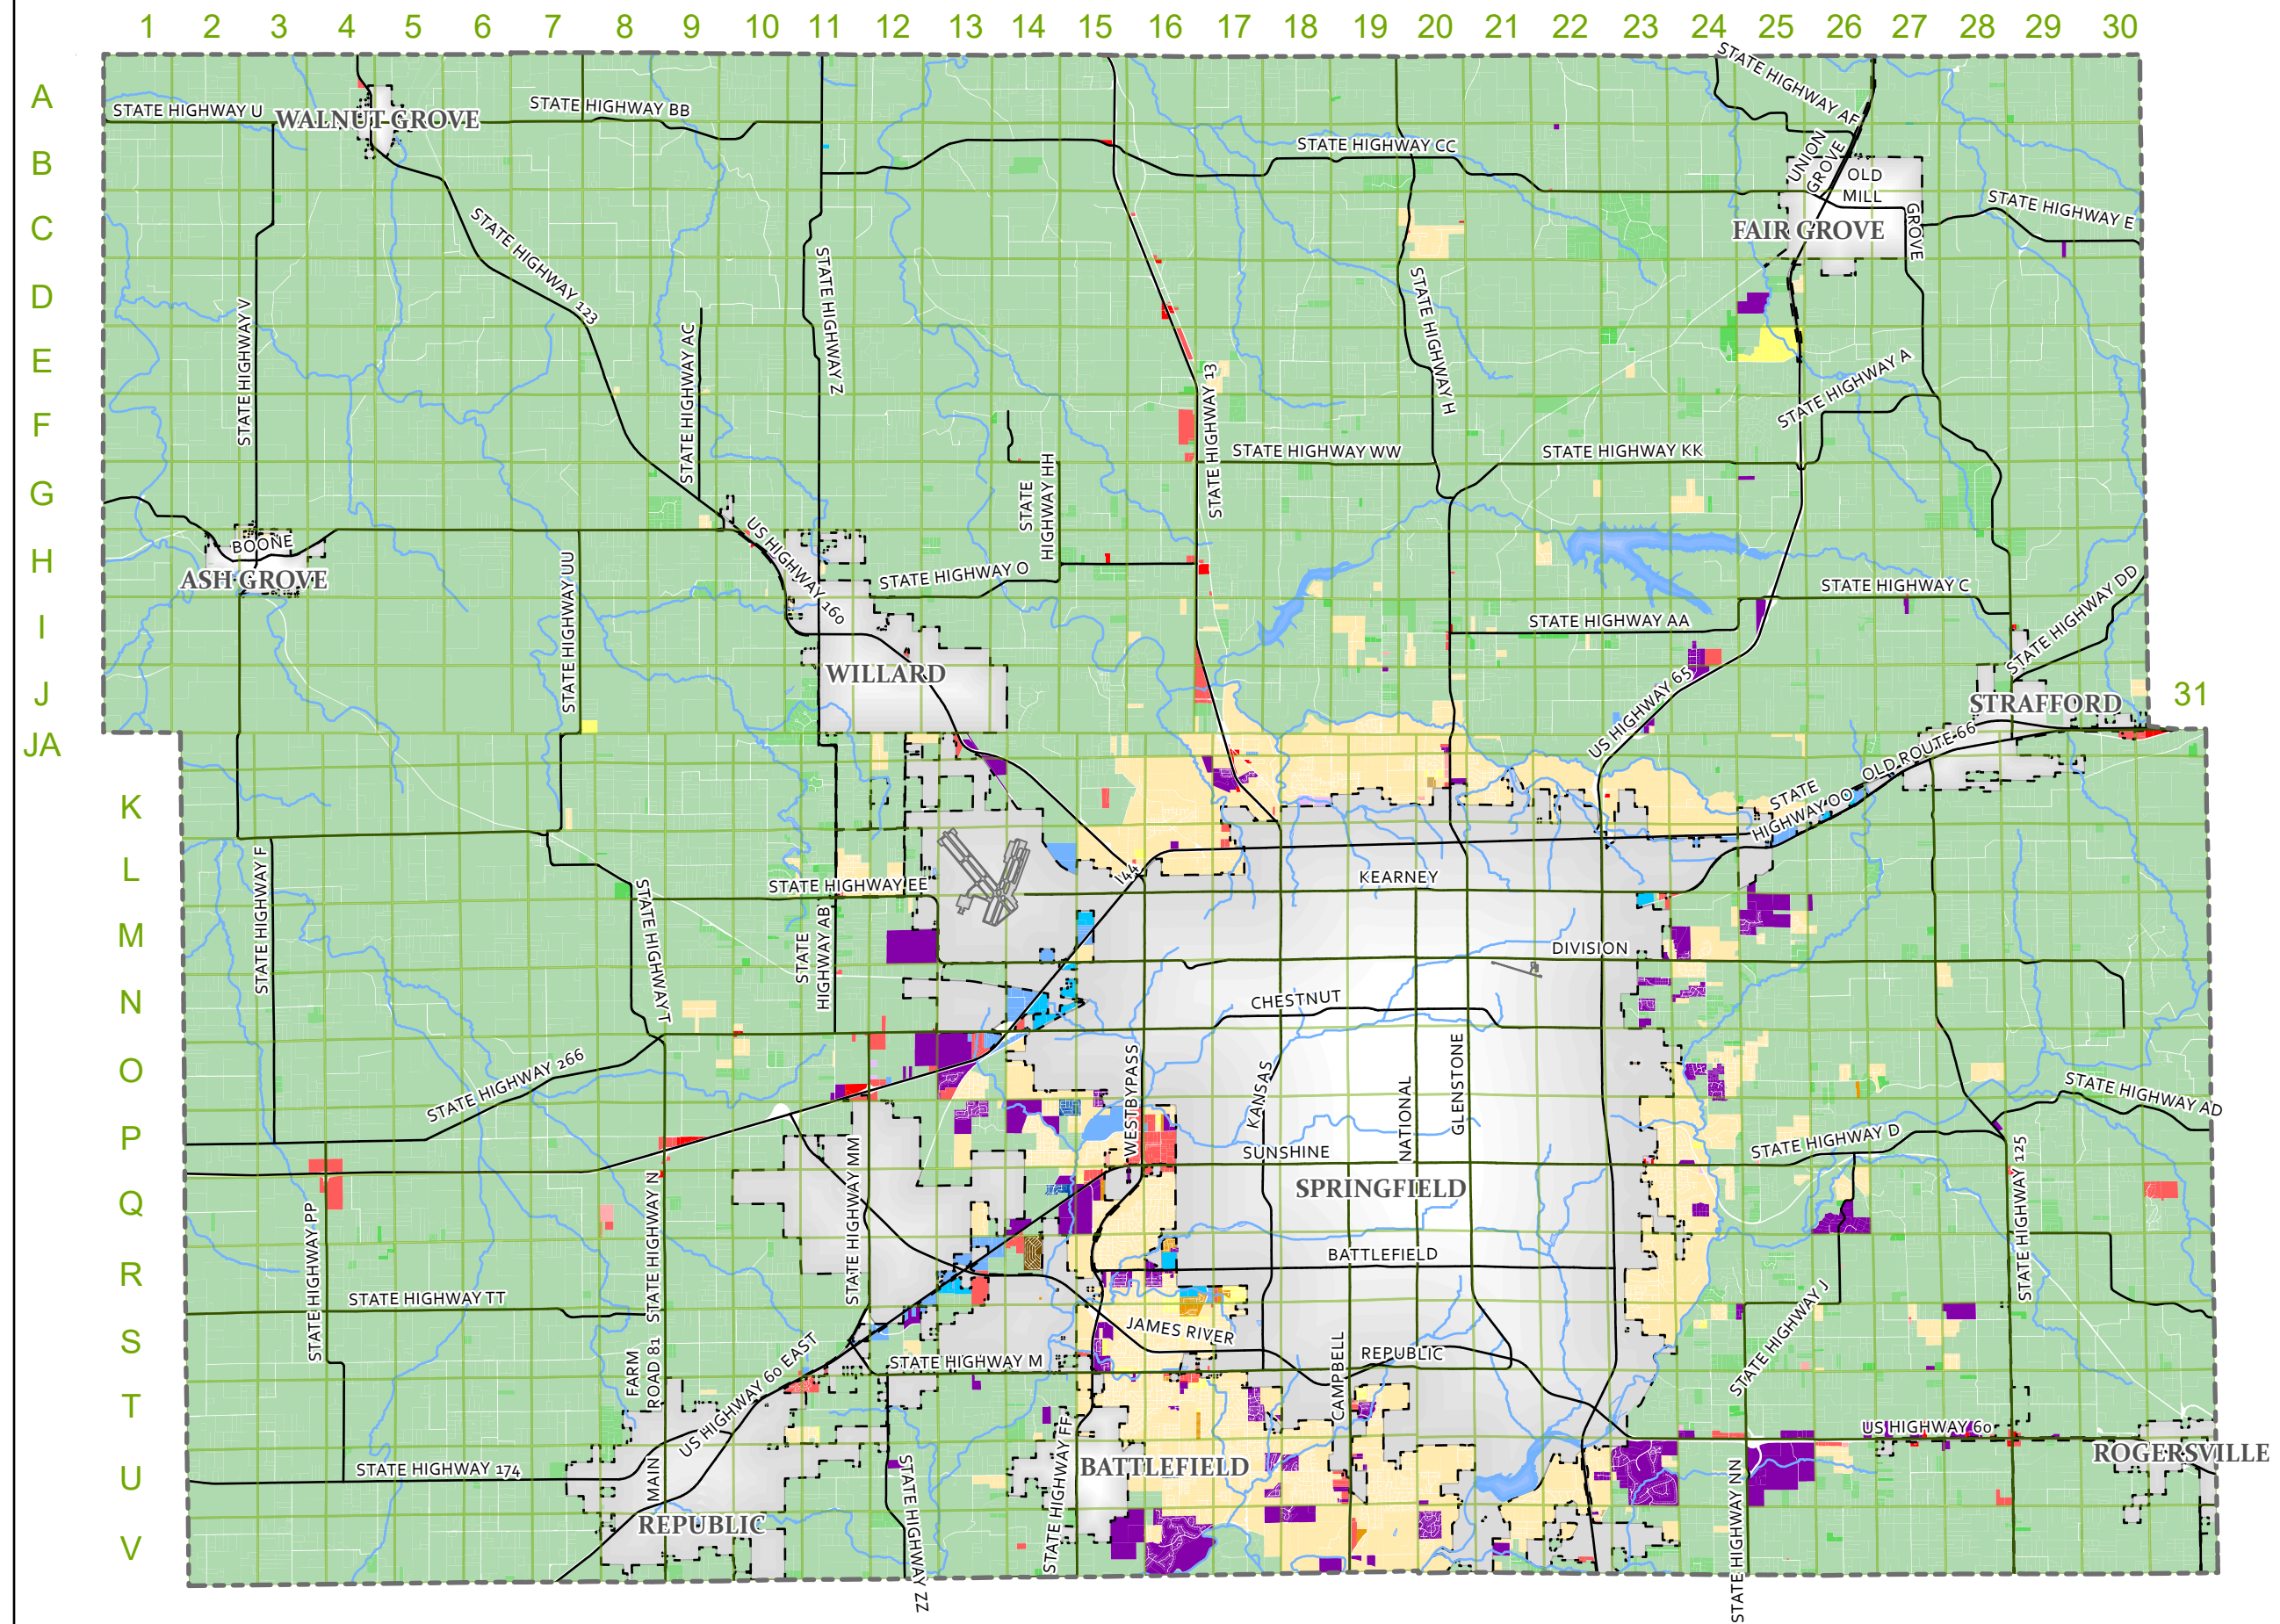 1 2 3 4 5 6 7 8 9 10 11 12 13 14 15 16 17 18 19 20 21 22 23 24 25 26 27 28 29 30
A
STATE HIGHWAY U
WALNUT GROVE
STATE HIGHWAY BB
STATE HIGHWAY AF
B
STATE HIGHWAY CC
UNION
GROVE
OLD
MILL
C
STATE HIGHWAY 123
FAIR GROVE
GROVE
STATE HIGHWAY E
D
STATE HIGHWAY V
STATE HIGHWAY AC
STATE HIGHWAY Z
STATE HIGHWAY H
E
STATE HIGHWAY 13
STATE HIGHWAY A
F
STATE HIGHWAY WW
STATE HIGHWAY KK
G
STATE
HIGHWAY HH
H
BOONE
ASH GROVE
STATE HIGHWAY UU
US HIGHWAY 160
STATE HIGHWAY O
STATE HIGHWAY C
STATE HIGHWAY DD
I
STATE HIGHWAY AA
WILLARD
J
US HIGHWAY 65
STRAFFORD
31
JA
OLD ROUTE 66
K
STATE
HIGHWAY OO
L
STATE HIGHWAY F
STATE HIGHWAY EE
I44
KEARNEY
M
STATE HIGHWAY T
STATE
HIGHWAY AB
DIVISION
N
CHESTNUT
O
STATE HIGHWAY 266
WESTBYPASS
KANSAS
NATIONAL
GLENSTONE
STATE HIGHWAY AD
P
STATE HIGHWAY MM
SUNSHINE
STATE HIGHWAY D
Q
STATE HIGHWAY PP
STATE HIGHWAY N
SPRINGFIELD
STATE HIGHWAY 125
R
BATTLEFIELD
STATE HIGHWAY TT
STATE HIGHWAY J
S
FARM
ROAD 81
US HIGHWAY 60 EAST
STATE HIGHWAY M
JAMES RIVER
CAMPBELL
REPUBLIC
T
STATE HIGHWAY FF
US HIGHWAY 60
ROGERSVILLE
U
STATE HIGHWAY 174
MAIN
STATE HIGHWAY ZZ
BATTLEFIELD
STATE HIGHWAY NN
REPUBLIC
V